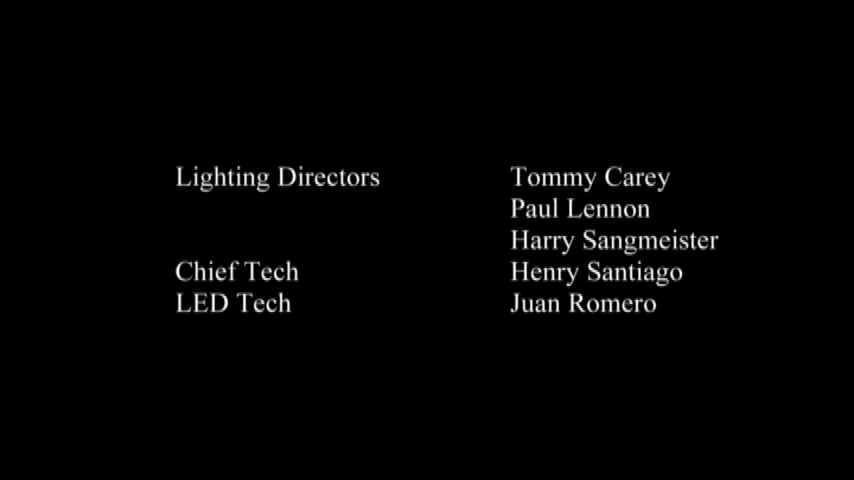 Lighting Directors Tommy Carey
Paul Lennon
Harry Sangmeister
Chief Tech Henry Santiago
LED Tech Juan Romero